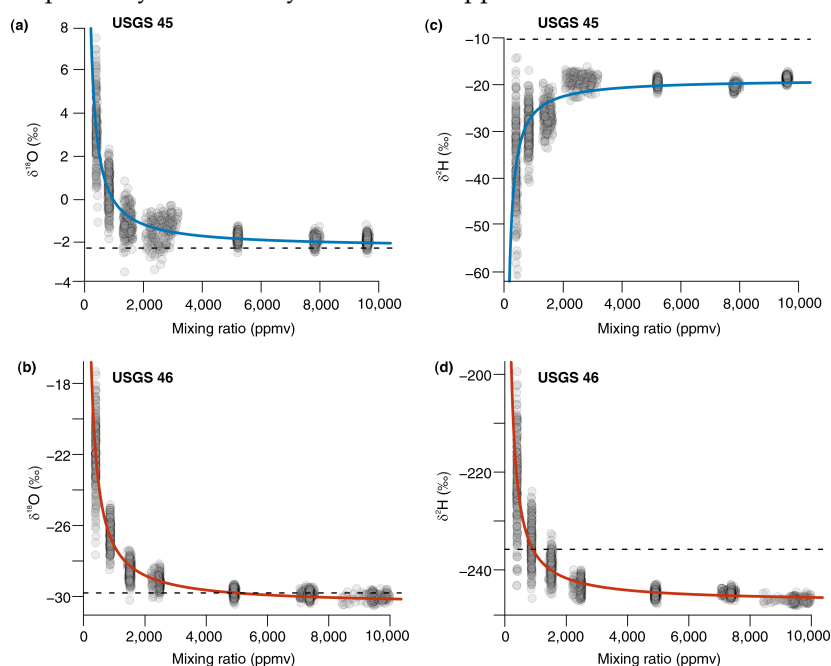 (a) USGS 45
8
6
4
2
0
−2
−4
δ¹⁸O (‰)
0 2,000 4,000 6,000 8,000 10,000
Mixing ratio (ppmv)
(c) USGS 45
−10
−20
−30
−40
−50
−60
δ²H (‰)
0 2,000 4,000 6,000 8,000 10,000
Mixing ratio (ppmv)
(b) USGS 46
−18
−22
−26
−30
δ¹⁸O (‰)
0 2,000 4,000 6,000 8,000 10,000
Mixing ratio (ppmv)
(d) USGS 46
−200
−220
−240
δ²H (‰)
0 2,000 4,000 6,000 8,000 10,000
Mixing ratio (ppmv)